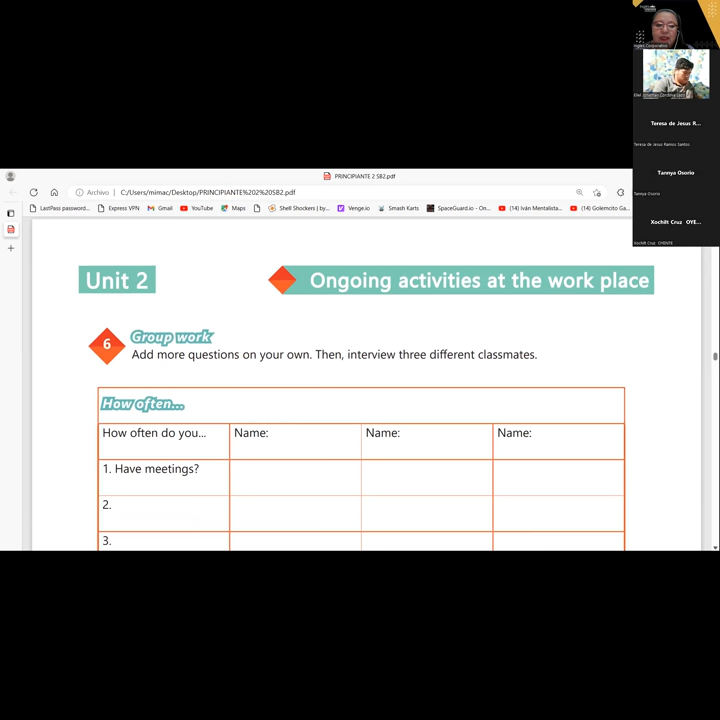 PRINCIPIANTE 2 SB2.pdf
Archivo | C:/Users/mimac/Desktop/PRINCIPIANTE%202%20SB2.pdf
LastPass password... Express VPN Gmail YouTube Maps Shell Shockers | by... Venge.io Smash Karts SpaceGuard.io - On... (14) Iván Mentalista... (14) Golemcito Ga...
Unit 2
Ongoing activities at the work place
6 Group work
Add more questions on your own. Then, interview three different classmates.
How often...
How often do you... Name: Name: Name:
1. Have meetings?
2.
3.
Teresa de Jesus R...
Teresa de Jesus Ramos Santos
Tannya Osorio
Tannya Osorio
Xochilt Cruz OYE...
Xochilt Cruz OYENTE